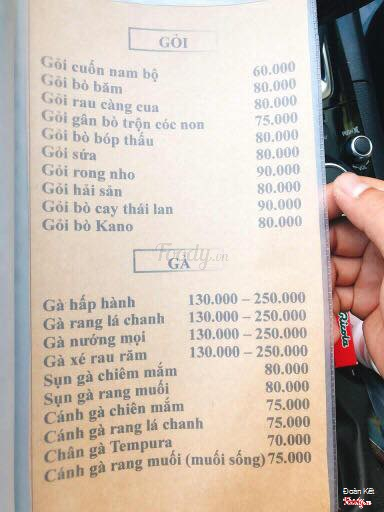 GỎI
Gỏi cuốn nam bộ 60.000
Gỏi bò băm 80.000
Gỏi rau càng cua 80.000
Gỏi gân bò trộn cóc non 75.000
Gỏi bò bóp thấu 80.000
Gỏi sứa 80.000
Gỏi rong nho 90.000
Gỏi hải sản 80.000
Gỏi bò cay thái lan 90.000
Gỏi bò Kano 80.000
Foody.vn
GÀ
Gà hấp hành 130.000 – 250.000
Gà rang lá chanh 130.000 – 250.000
Gà nướng mọi 130.000 – 250.000
Gà xé rau răm 130.000 – 250.000
Sụn gà chiêm mắm 80.000
Sụn gà rang muối 80.000
Cánh gà chiên mắm 75.000
Cánh gà rang lá chanh 75.000
Chân gà Tempura 70.000
Cánh gà rang muối (muối sống) 75.000
PUSH
Ricola
Đoàn Kết
Foody.vn